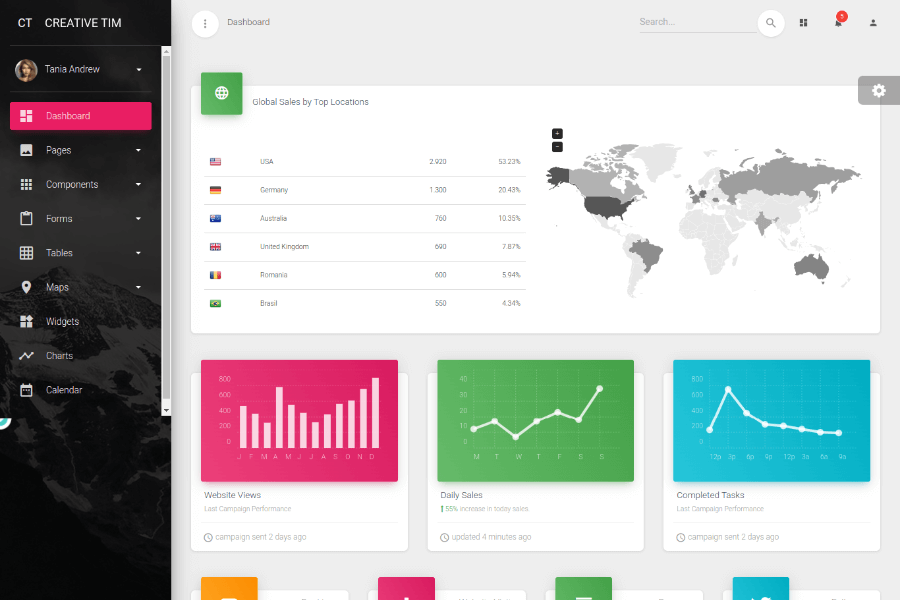 CT CREATIVE TIM
Tania Andrew
Dashboard
Pages
Components
Forms
Tables
Maps
Widgets
Charts
Calendar
Dashboard
Search...
5
Global Sales by Top Locations
USA 2.920 53.23%
Germany 1.300 20.43%
Australia 760 10.35%
United Kingdom 690 7.87%
Romania 600 5.94%
Brasil 550 4.34%
+
−
800
600
400
200
0
J F M A M J J A S O N D
Website Views
Last Campaign Performance
campaign sent 2 days ago
40
30
20
10
0
M T W T F S S
Daily Sales
55% increase in today sales.
updated 4 minutes ago
800
600
400
200
0
12p 3p 6p 9p 12p 3p 6a 9a
Completed Tasks
Last Campaign Performance
campaign sent 2 days ago